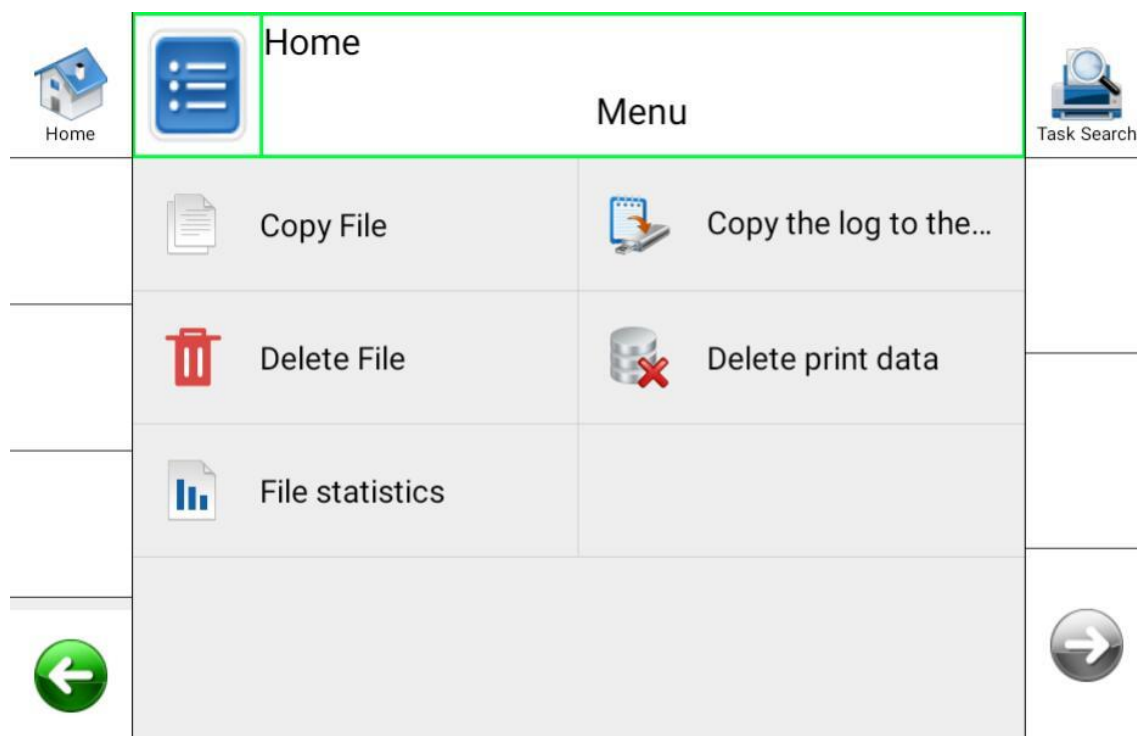 Home
Menu
Home
Task Search
Copy File
Copy the log to the...
Delete File
Delete print data
File statistics